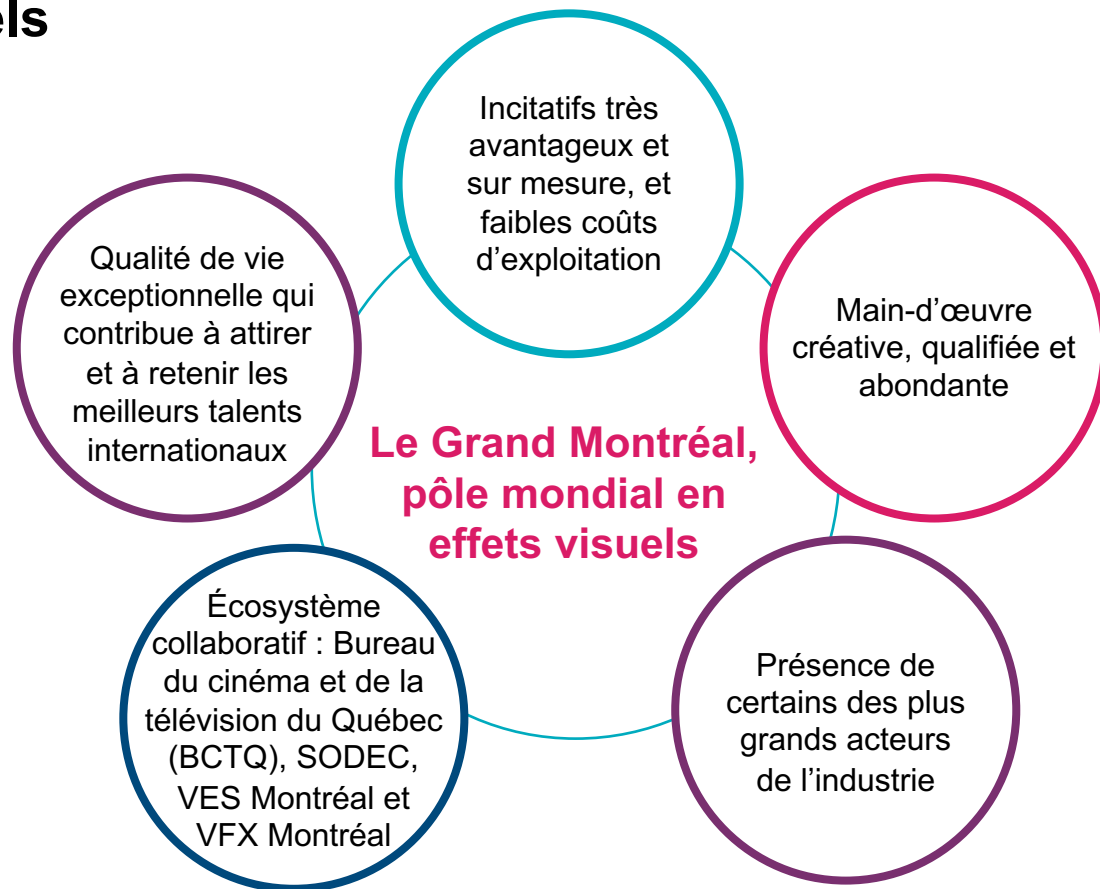 els
Incitatifs très
avantageux et
sur mesure, et
faibles coûts
d’exploitation
Main-d’œuvre
créative, qualifiée et
abondante
Présence de
certains des plus
grands acteurs
de l’industrie
Écosystème
collaboratif : Bureau
du cinéma et de la
télévision du Québec
(BCTQ), SODEC,
VES Montréal et
VFX Montréal
Qualité de vie
exceptionnelle qui
contribue à attirer
et à retenir les
meilleurs talents
internationaux
Le Grand Montréal,
pôle mondial en
effets visuels